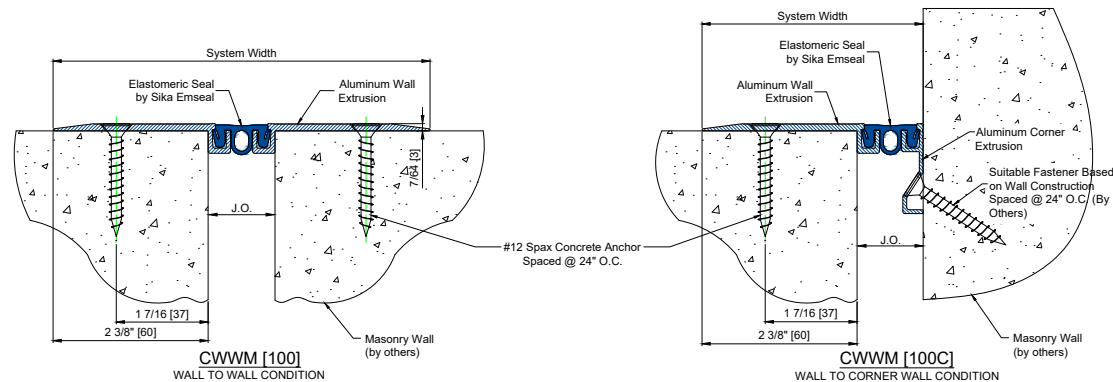 System Width
Elastomeric Seal
by Sika Emseal
Aluminum Wall
Extrusion
7/64 [3]
J.O.
#12 Spax Concrete Anchor
Spaced @ 24" O.C.
1 7/16 [37]
2 3/8" [60]
Masonry Wall
(by others)
CWWM [100]
WALL TO WALL CONDITION
System Width
Elastomeric Seal
by Sika Emseal
Aluminum Wall
Extrusion
Aluminum Corner
Extrusion
Suitable Fastener Based
on Wall Construction
Spaced @ 24" O.C. (By
Others)
J.O.
1 7/16 [37]
2 3/8" [60]
Masonry Wall
(by others)
CWWM [100C]
WALL TO CORNER WALL CONDITION